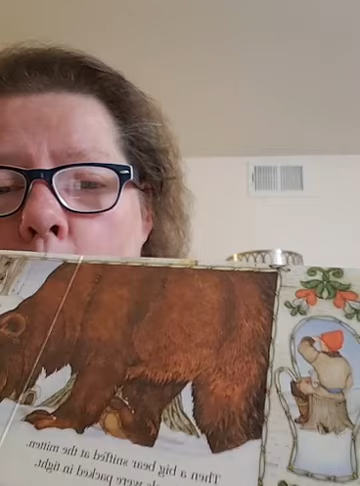 Then a big bear sniffed at the mitten.
were packed in tight.